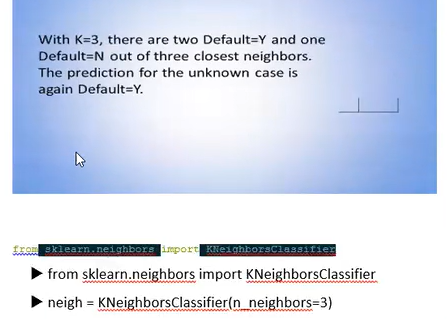 With K=3, there are two Default=Y and one
Default=N out of three closest neighbors.
The prediction for the unknown case is
again Default=Y.
from sklearn.neighbors import KNeighborsClassifier
▶ from sklearn.neighbors import KNeighborsClassifier
▶ neigh = KNeighborsClassifier(n_neighbors=3)